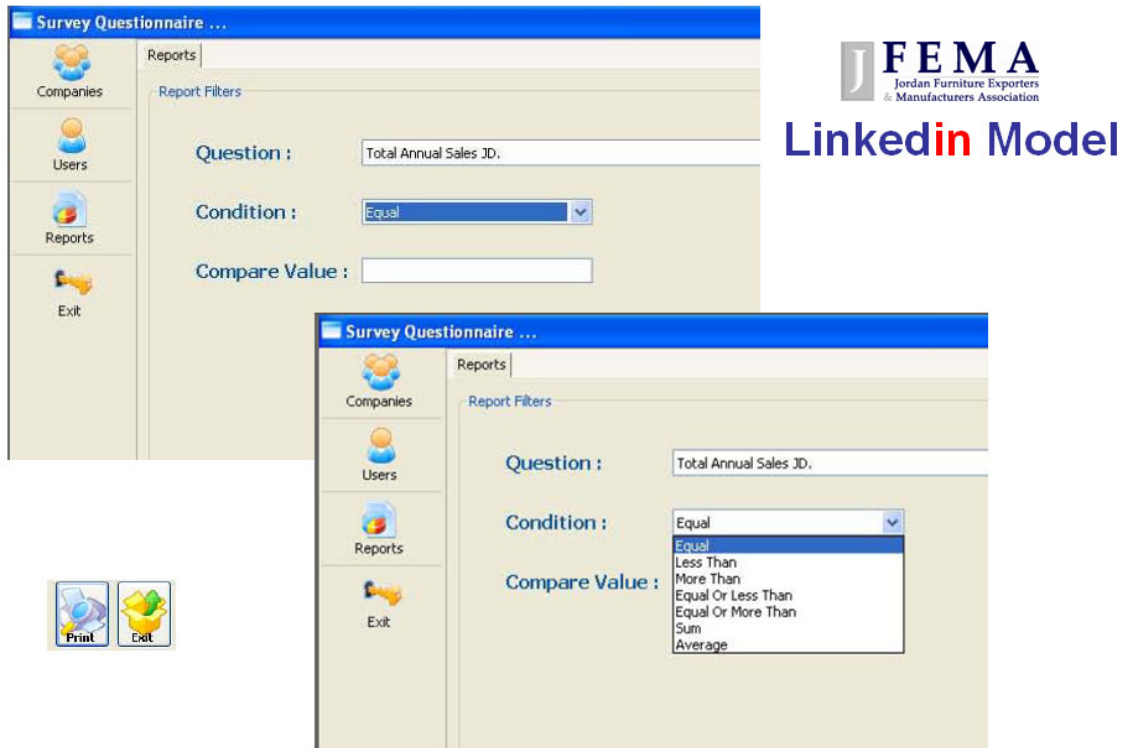 Survey Questionnaire ...
Companies
Users
Reports
Exit
Reports
Report Filters
Question :
Total Annual Sales JD.
Condition :
Equal
Compare Value :
J FEMA
Jordan Furniture Exporters
& Manufacturers Association
Linkedin Model
Survey Questionnaire ...
Companies
Users
Reports
Exit
Reports
Report Filters
Question :
Total Annual Sales JD.
Condition :
Equal
Equal
Less Than
More Than
Equal Or Less Than
Equal Or More Than
Sum
Average
Compare Value :
Print
Exit